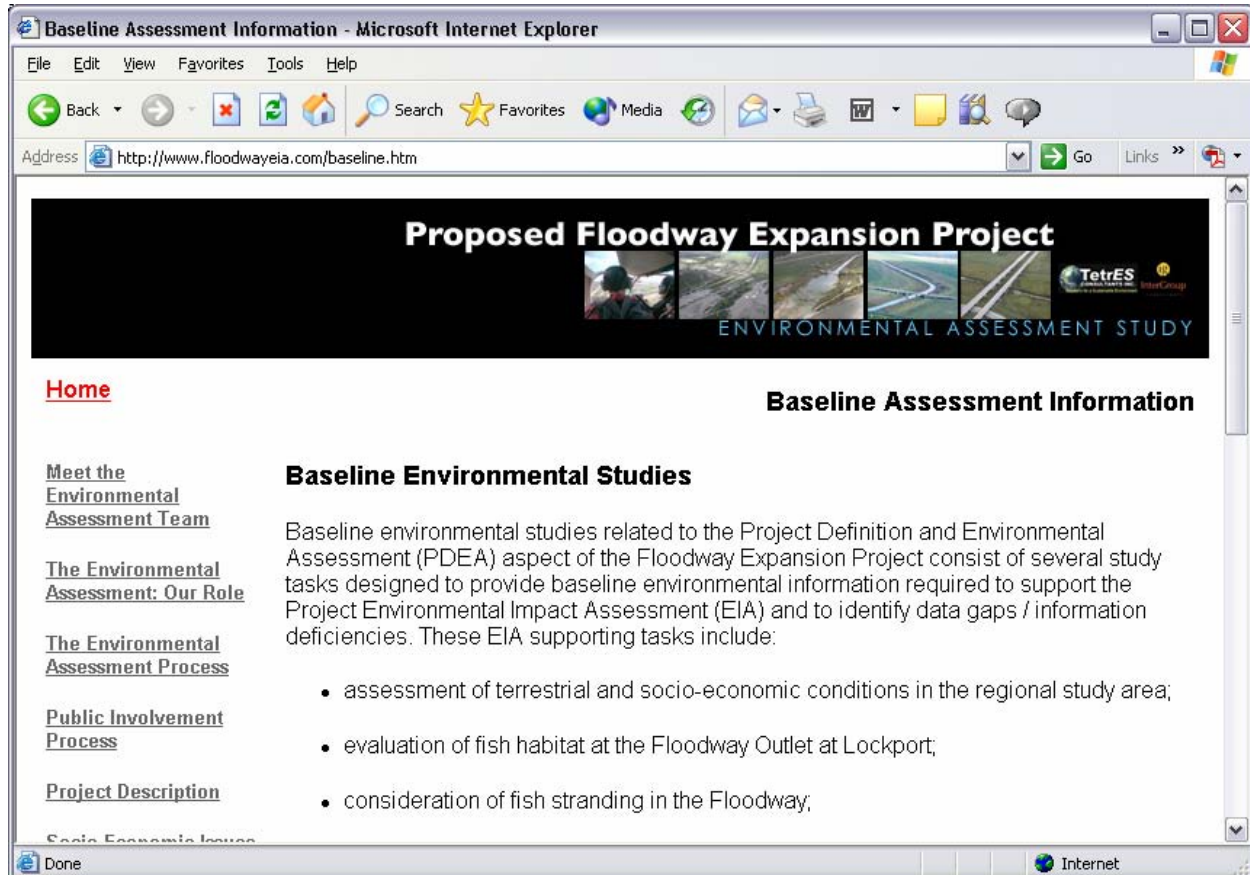 Baseline Assessment Information - Microsoft Internet Explorer
File Edit View Favorites Tools Help
Back Search Favorites Media
Address http://www.floodwayeia.com/baseline.htm Go Links »
Proposed Floodway Expansion Project
TetrES
CONSULTANTS INC.
InterGroup
ENVIRONMENTAL ASSESSMENT STUDY
Home
Baseline Assessment Information
Meet the
Environmental
Assessment Team
The Environmental
Assessment: Our Role
The Environmental
Assessment Process
Public Involvement
Process
Project Description
Socio Economic Issues
Baseline Environmental Studies
Baseline environmental studies related to the Project Definition and Environmental
Assessment (PDEA) aspect of the Floodway Expansion Project consist of several study
tasks designed to provide baseline environmental information required to support the
Project Environmental Impact Assessment (EIA) and to identify data gaps / information
deficiencies. These EIA supporting tasks include:
• assessment of terrestrial and socio-economic conditions in the regional study area;
• evaluation of fish habitat at the Floodway Outlet at Lockport;
• consideration of fish stranding in the Floodway;
Done Internet